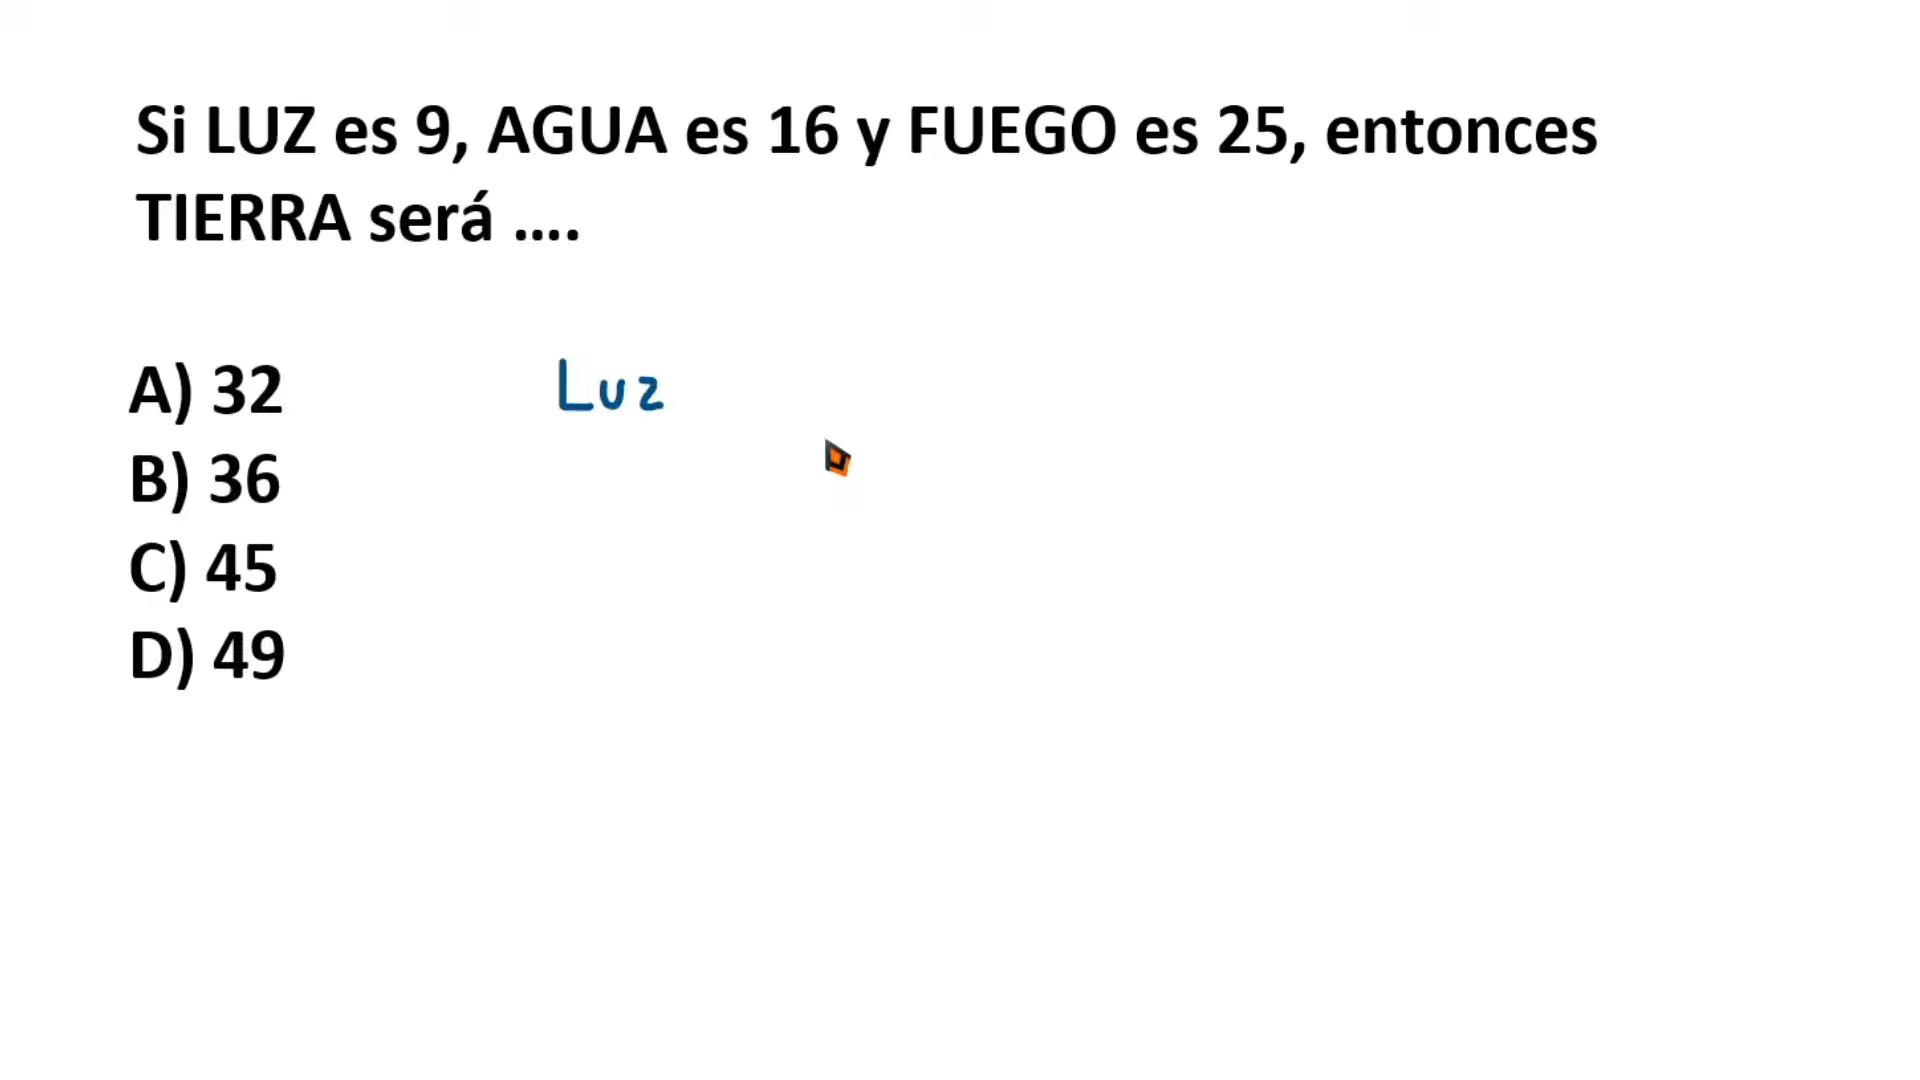 Si LUZ es 9, AGUA es 16 y FUEGO es 25, entonces
TIERRA será ....
A) 32
Luz
B) 36
C) 45
D) 49